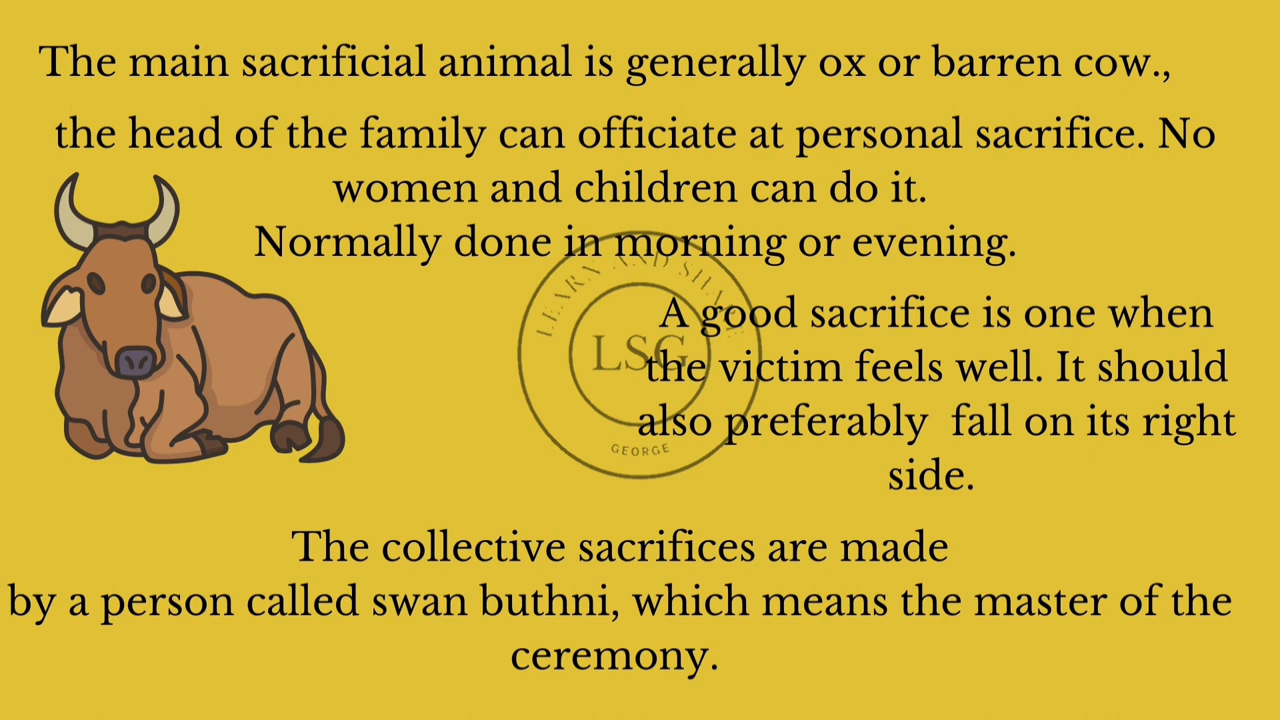 The main sacrificial animal is generally ox or barren cow.,
the head of the family can officiate at personal sacrifice. No
women and children can do it.
Normally done in morning or evening.
LEARN AND SHARE
LSG
GEORGE
A good sacrifice is one when
the victim feels well. It should
also preferably  fall on its right
side.
The collective sacrifices are made
by a person called swan buthni, which means the master of the
ceremony.